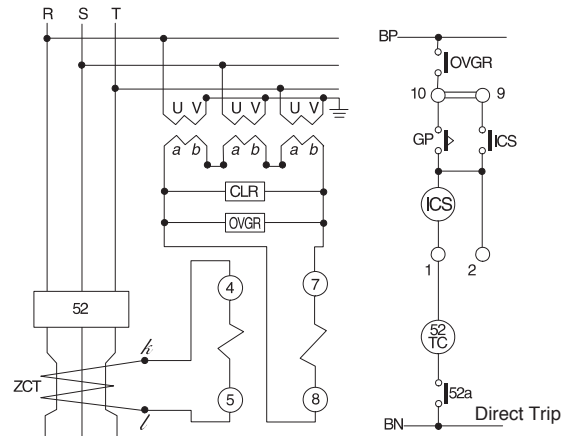 R S T
BP
OVGR
10 9
U V U V U V
GP ICS
a b a b a b
CLR
OVGR
ICS
1 2
4 7
52
52
TC
k
ZCT
5 8
52a
l
BN
Direct Trip